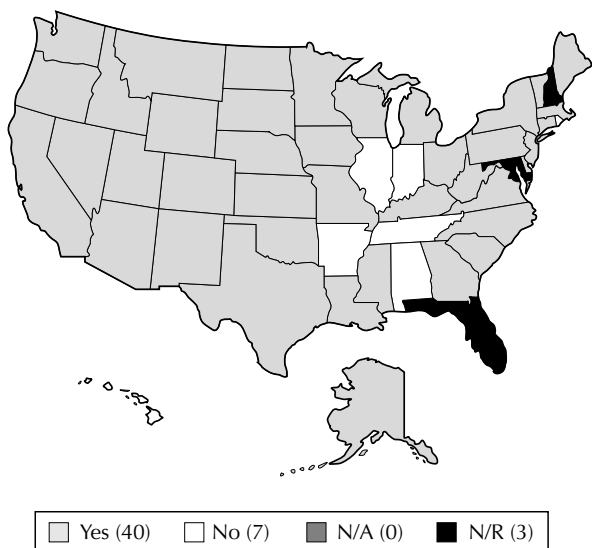 Yes (40) No (7) N/A (0) N/R (3)